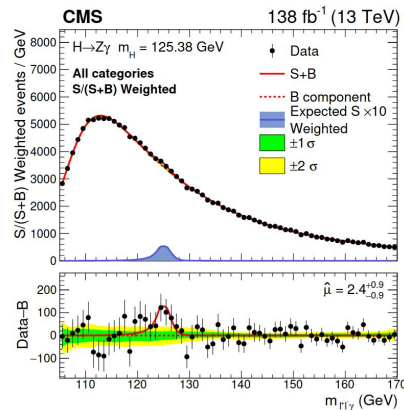 CMS 138 fb⁻¹ (13 TeV)
S/(S+B) Weighted events / GeV
8000
7000
6000
5000
4000
3000
2000
1000
0
H→Zγ m_H = 125.38 GeV
All categories
S/(S+B) Weighted
Data
S+B
B component
Expected S ×10
Weighted
±1 σ
±2 σ
Data–B
200
100
0
−100
μ̂ = 2.4 +0.9 −0.9
110 120 130 140 150 160 170
m_l⁺l⁻γ (GeV)